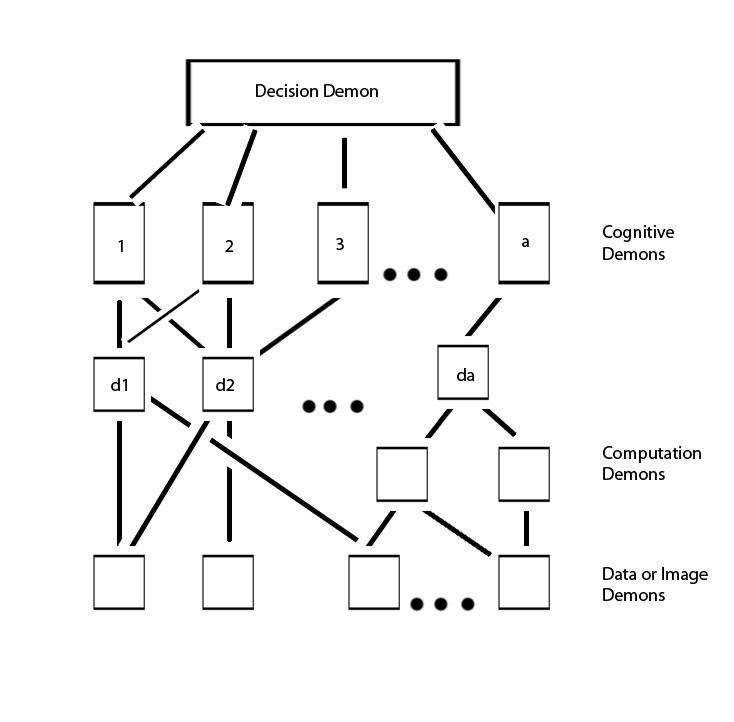 Decision Demon
1
2
3
a
Cognitive
Demons
d1
d2
da
Computation
Demons
Data or Image
Demons